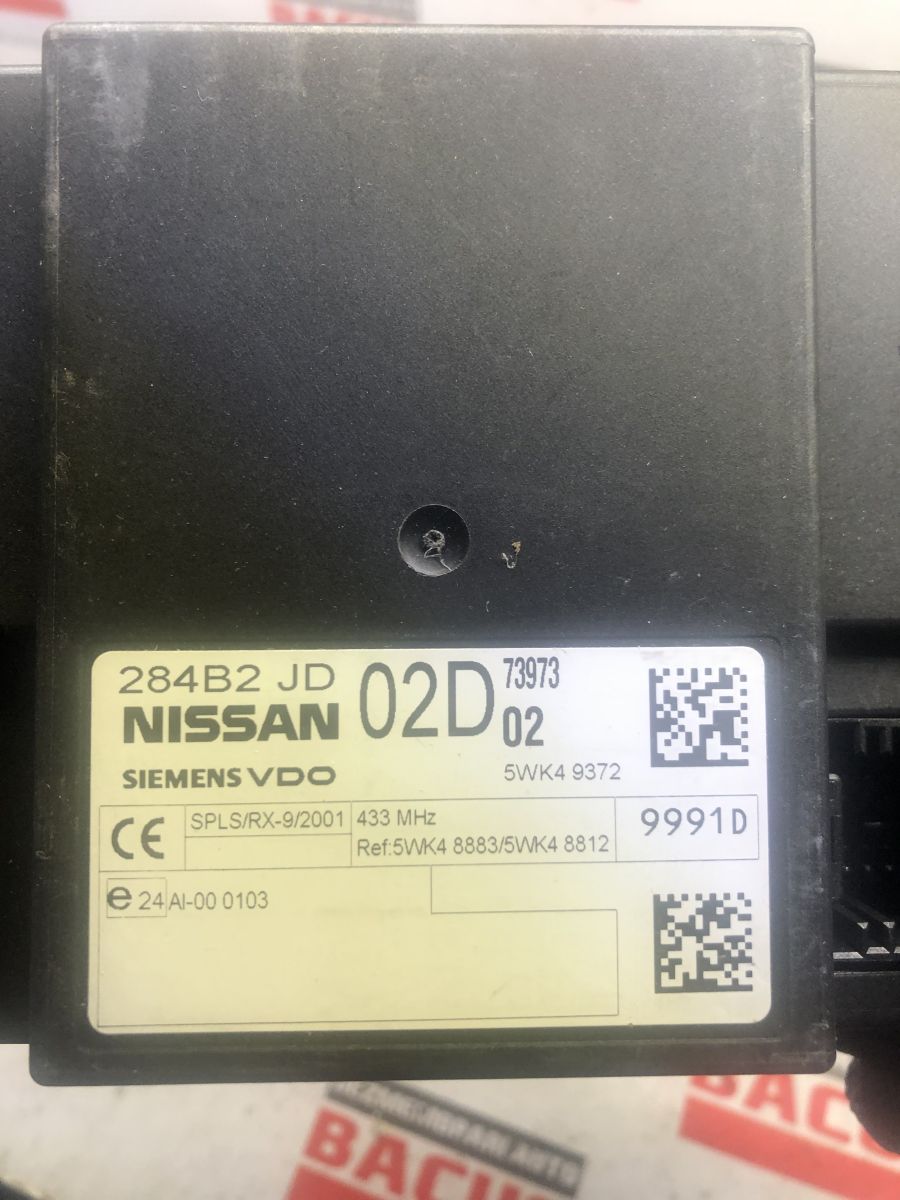 284B2 JD 02D 73973
NISSAN 02
SIEMENS VDO 5WK4 9372
CE SPLS/RX-9/2001 433 MHz 9991D
Ref:5WK4 8883/5WK4 8812
e 24 AI-00 0103
BACU
BACU